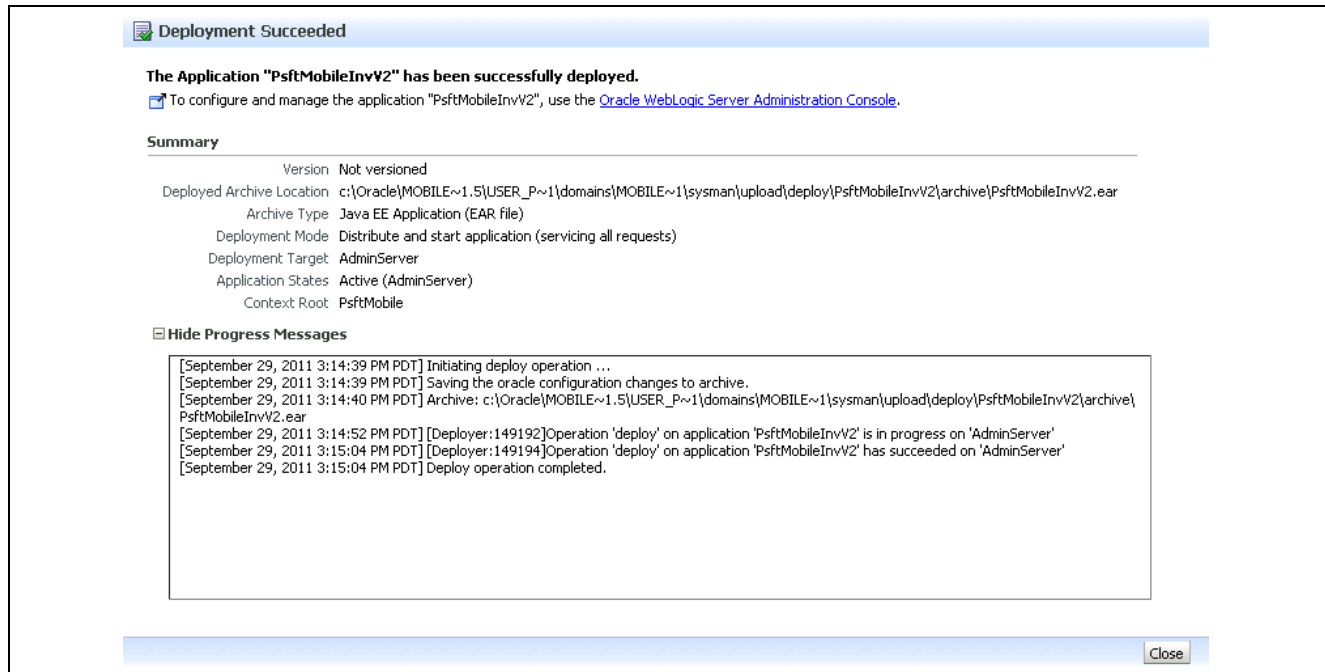 Deployment Succeeded
The Application "PsftMobileInvV2" has been successfully deployed.
To configure and manage the application "PsftMobileInvV2", use the Oracle WebLogic Server Administration Console.
Summary
Version Not versioned
Deployed Archive Location c:\Oracle\MOBILE~1.5\USER_P~1\domains\MOBILE~1\sysman\upload\deploy\PsftMobileInvV2\archive\PsftMobileInvV2.ear
Archive Type Java EE Application (EAR file)
Deployment Mode Distribute and start application (servicing all requests)
Deployment Target AdminServer
Application States Active (AdminServer)
Context Root PsftMobile
Hide Progress Messages
[September 29, 2011 3:14:39 PM PDT] Initiating deploy operation ...
[September 29, 2011 3:14:39 PM PDT] Saving the oracle configuration changes to archive.
[September 29, 2011 3:14:40 PM PDT] Archive: c:\Oracle\MOBILE~1.5\USER_P~1\domains\MOBILE~1\sysman\upload\deploy\PsftMobileInvV2\archive\
PsftMobileInvV2.ear
[September 29, 2011 3:14:52 PM PDT] [Deployer:149192]Operation 'deploy' on application 'PsftMobileInvV2' is in progress on 'AdminServer'
[September 29, 2011 3:15:04 PM PDT] [Deployer:149194]Operation 'deploy' on application 'PsftMobileInvV2' has succeeded on 'AdminServer'
[September 29, 2011 3:15:04 PM PDT] Deploy operation completed.
Close